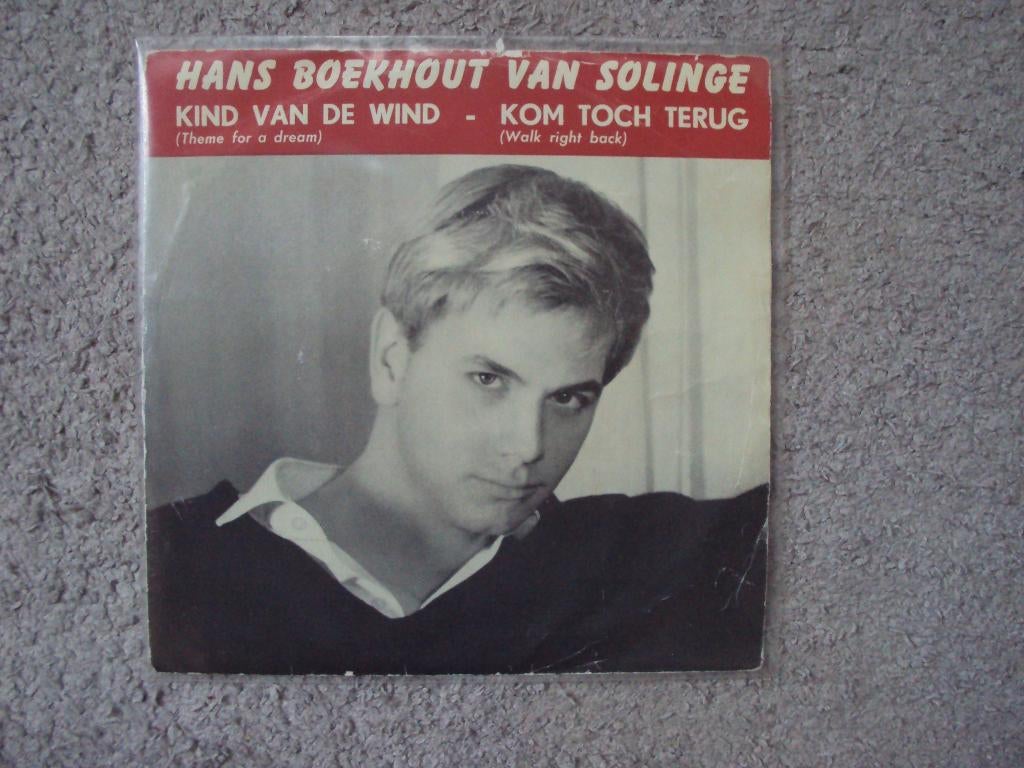 HANS BOEKHOUT VAN SOLINGE
KIND VAN DE WIND - KOM TOCH TERUG
(Theme for a dream) (Walk right back)